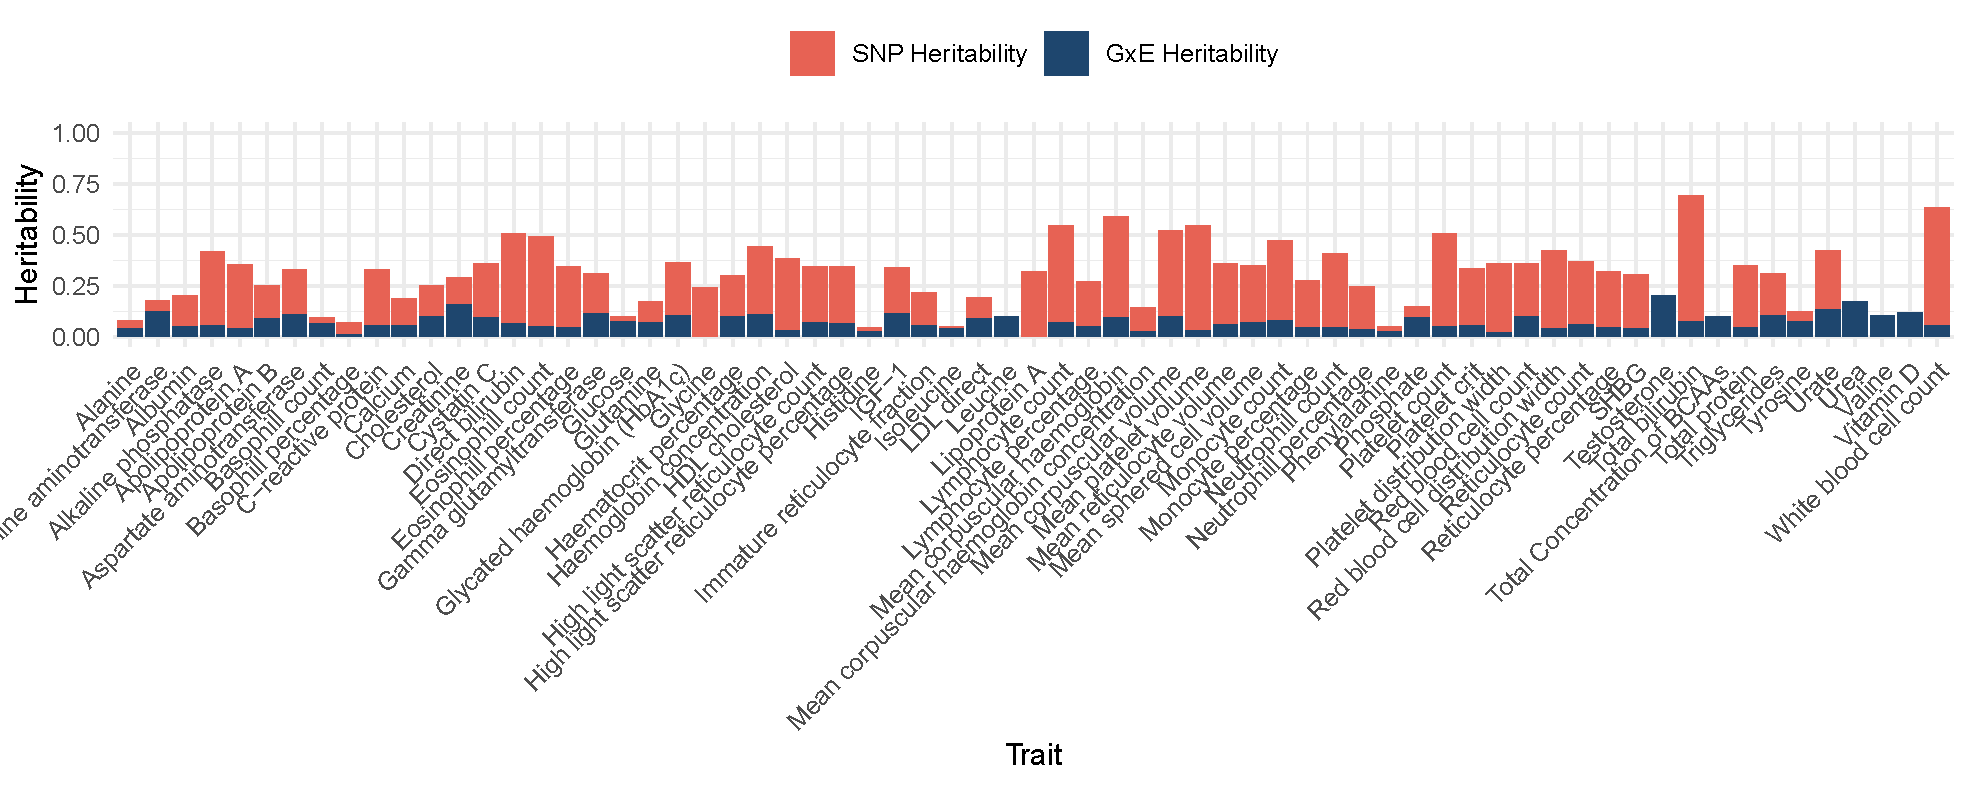 SNP Heritability
GxE Heritability
Heritability
1.00
0.75
0.50
0.25
0.00
Alanine
ine aminotransferase
Albumin
Alkaline phosphatase
Apolipoprotein A
Apolipoprotein B
Aspartate aminotransferase
Basophill count
Basophill percentage
C−reactive protein
Calcium
Cholesterol
Creatinine
Cystatin C
Direct bilirubin
Eosinophill count
Eosinophill percentage
Gamma glutamyltransferase
Glucose
Glutamine
Glycated haemoglobin (HbA1c)
Glycine
Haematocrit percentage
Haemoglobin concentration
HDL cholesterol
High light scatter reticulocyte count
High light scatter reticulocyte percentage
Histidine
IGF−1
Immature reticulocyte fraction
Isoleucine
LDL direct
Leucine
Lipoprotein A
Lymphocyte count
Lymphocyte percentage
Mean corpuscular haemoglobin
Mean corpuscular haemoglobin concentration
Mean corpuscular volume
Mean platelet volume
Mean reticulocyte volume
Mean sphered cell volume
Monocyte count
Monocyte percentage
Neutrophill count
Neutrophill percentage
Phenylalanine
Phosphate
Platelet count
Platelet crit
Platelet distribution width
Red blood cell count
Red blood cell distribution width
Reticulocyte count
Reticulocyte percentage
SHBG
Testosterone
Total bilirubin
Total Concentration of BCAAs
Total protein
Triglycerides
Tyrosine
Urate
Urea
Valine
Vitamin D
White blood cell count
Trait